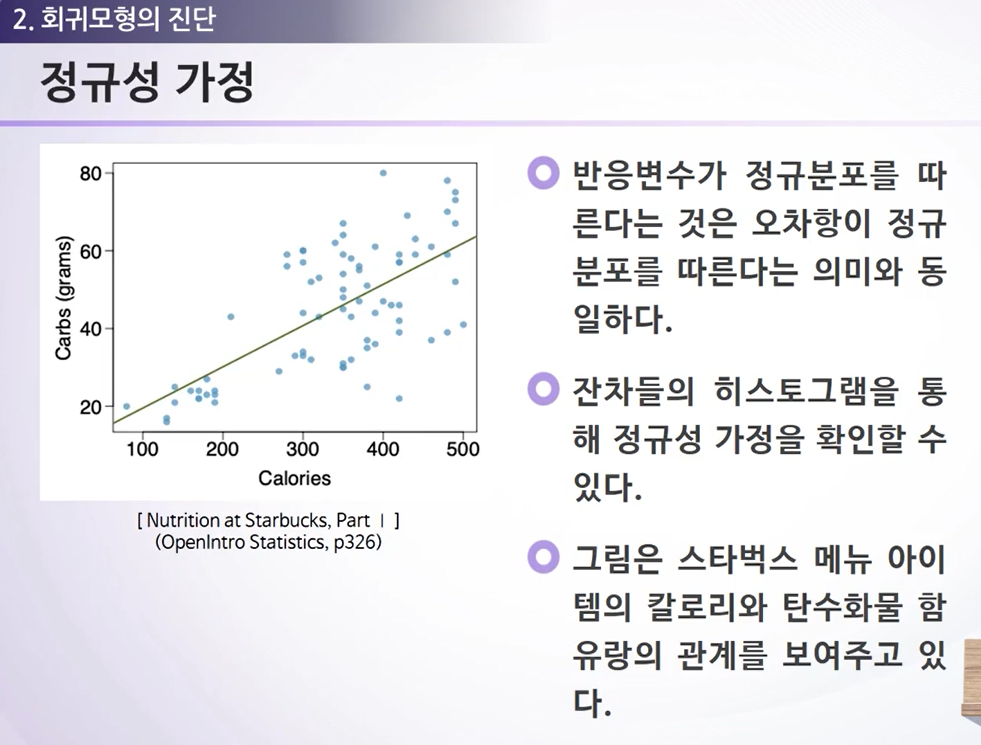 2. 회귀모형의 진단
정규성 가정
80
60
40
20
Carbs (grams)
100 200 300 400 500
Calories
[ Nutrition at Starbucks, Part Ⅰ ]
(OpenIntro Statistics, p326)
반응변수가 정규분포를 따
른다는 것은 오차항이 정규
분포를 따른다는 의미와 동
일하다.
잔차들의 히스토그램을 통
해 정규성 가정을 확인할 수
있다.
그림은 스타벅스 메뉴 아이
템의 칼로리와 탄수화물 함
유량의 관계를 보여주고 있
다.